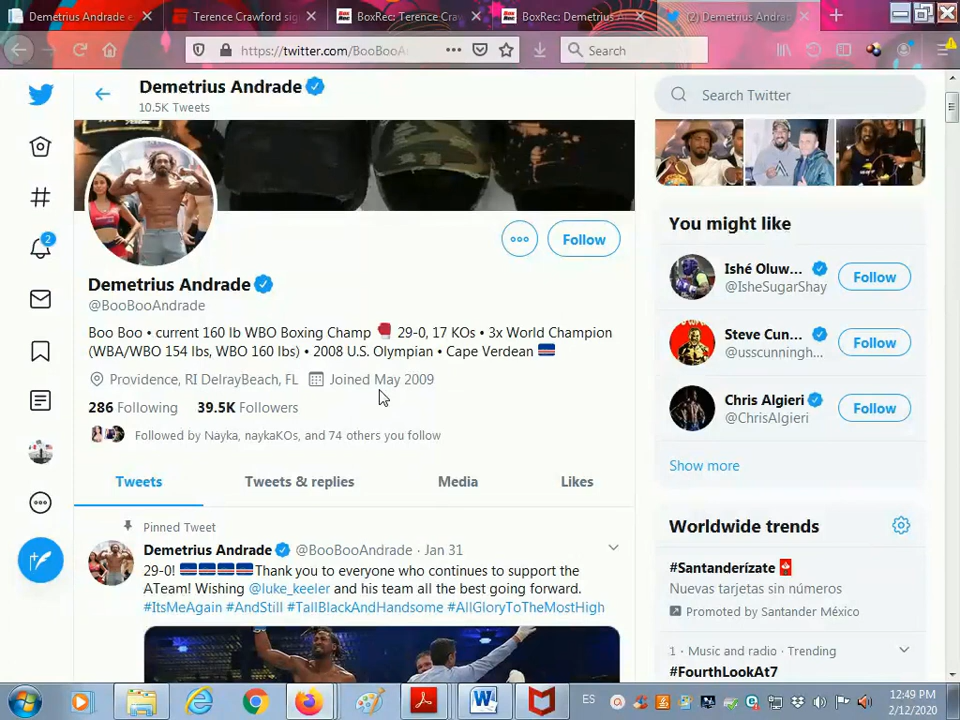 Demetrius Andrade e
Terence Crawford sig
BoxRec: Terence Craw
BoxRec: Demetrius A
(2) Demetrius Andrad
https://twitter.com/BooBooA
Search
Demetrius Andrade
10.5K Tweets
Search Twitter
Follow
You might like
Demetrius Andrade
@BooBooAndrade
Boo Boo • current 160 lb WBO Boxing Champ 🥊 29-0, 17 KOs • 3x World Champion
(WBA/WBO 154 lbs, WBO 160 lbs) • 2008 U.S. Olympian • Cape Verdean 🇨🇻
Providence, RI DelrayBeach, FL Joined May 2009
286 Following 39.5K Followers
Followed by Nayka, naykaKOs, and 74 others you follow
Ishé Oluw...
@IsheSugarShay
Follow
Steve Cun...
@usscunningh...
Follow
Chris Algieri
@ChrisAlgieri
Follow
Show more
Tweets Tweets & replies Media Likes
Pinned Tweet
Demetrius Andrade @BooBooAndrade · Jan 31
29-0! 🇨🇻🇨🇻🇨🇻🇨🇻Thank you to everyone who continues to support the
ATeam! Wishing @luke_keeler and his team all the best going forward.
#ItsMeAgain #AndStill #TallBlackAndHandsome #AllGloryToTheMostHigh
Worldwide trends
#Santanderízate
Nuevas tarjetas sin números
Promoted by Santander México
1 · Music and radio · Trending
#FourthLookAt7
2
ES
12:49 PM
2/12/2020